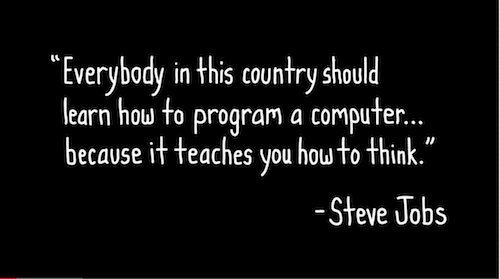 “Everybody in this country should
learn how to program a computer...
because it teaches you how to think.”
-Steve Jobs